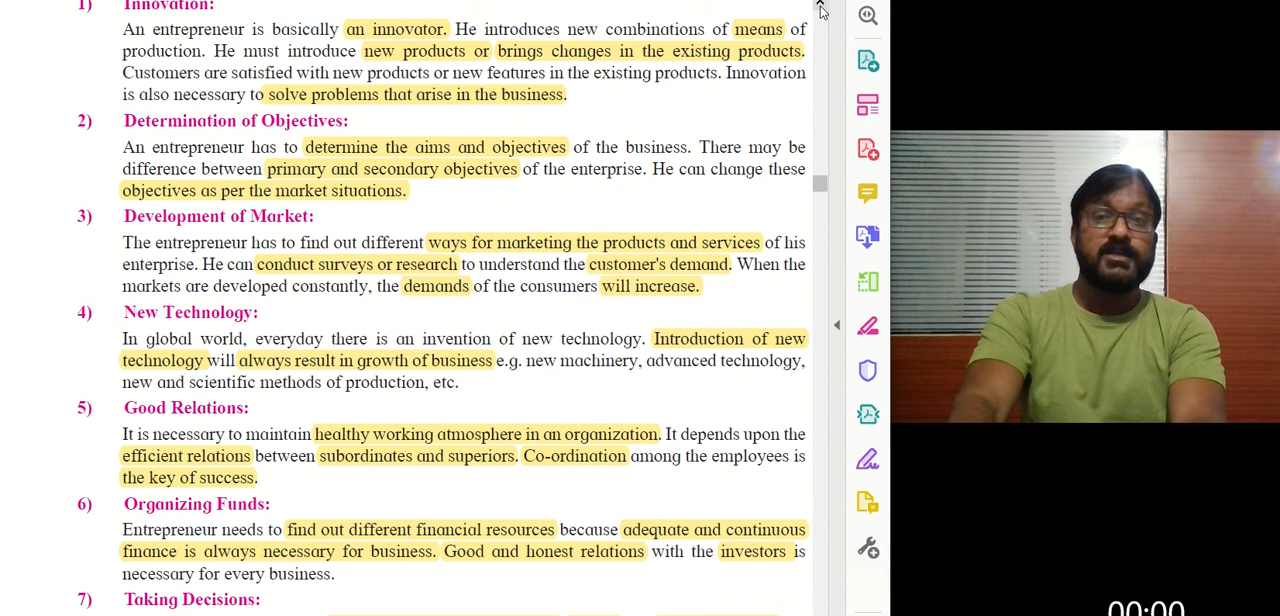 1) Innovation:
An entrepreneur is basically an innovator. He introduces new combinations of means of
production. He must introduce new products or brings changes in the existing products.
Customers are satisfied with new products or new features in the existing products. Innovation
is also necessary to solve problems that arise in the business.
2) Determination of Objectives:
An entrepreneur has to determine the aims and objectives of the business. There may be
difference between primary and secondary objectives of the enterprise. He can change these
objectives as per the market situations.
3) Development of Market:
The entrepreneur has to find out different ways for marketing the products and services of his
enterprise. He can conduct surveys or research to understand the customer's demand. When the
markets are developed constantly, the demands of the consumers will increase.
4) New Technology:
In global world, everyday there is an invention of new technology. Introduction of new
technology will always result in growth of business e.g. new machinery, advanced technology,
new and scientific methods of production, etc.
5) Good Relations:
It is necessary to maintain healthy working atmosphere in an organization. It depends upon the
efficient relations between subordinates and superiors. Co-ordination among the employees is
the key of success.
6) Organizing Funds:
Entrepreneur needs to find out different financial resources because adequate and continuous
finance is always necessary for business. Good and honest relations with the investors is
necessary for every business.
7) Taking Decisions:
00:00